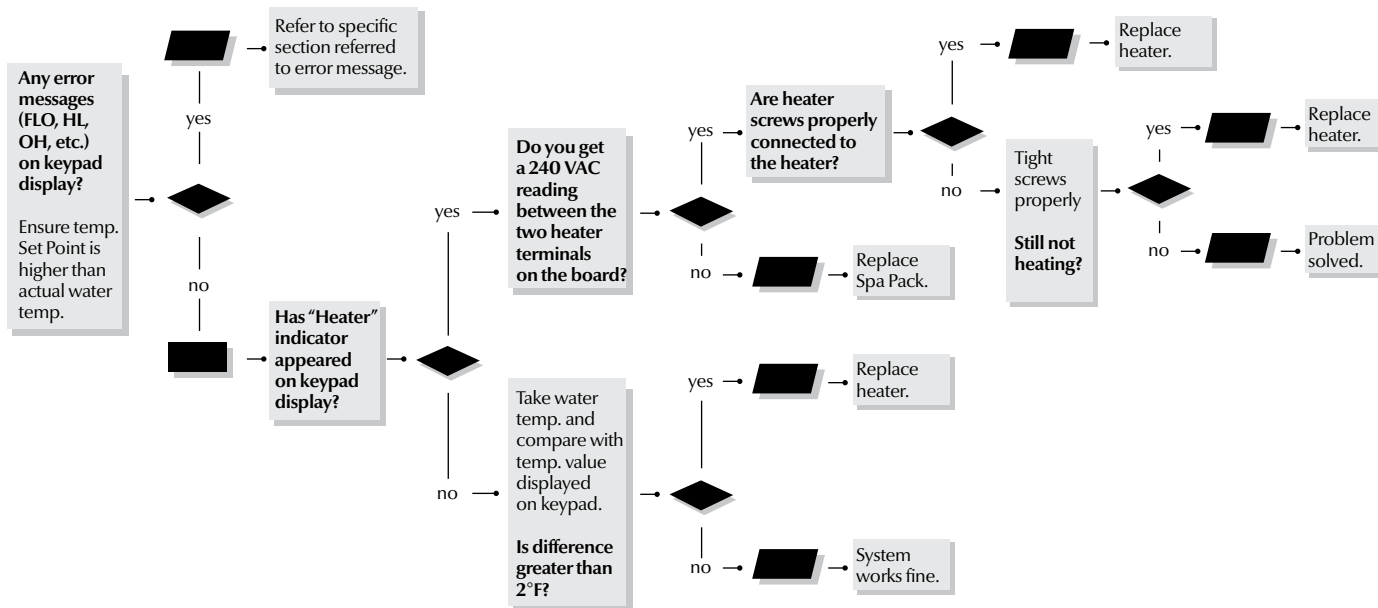 Any error
messages
(FLO, HL,
OH, etc.)
on keypad
display?
Ensure temp.
Set Point is
higher than
actual water
temp.
yes
Refer to specific
section referred
to error message.
no
Has “Heater”
indicator
appeared
on keypad
display?
yes
Do you get
a 240 VAC
reading
between the
two heater
terminals
on the board?
yes
Are heater
screws properly
connected to
the heater?
yes
Replace
heater.
no
Tight
screws
properly
Still not
heating?
yes
Replace
heater.
no
Problem
solved.
no
Replace
Spa Pack.
no
Take water
temp. and
compare with
temp. value
displayed
on keypad.
Is difference
greater than
2°F?
yes
Replace
heater.
no
System
works fine.